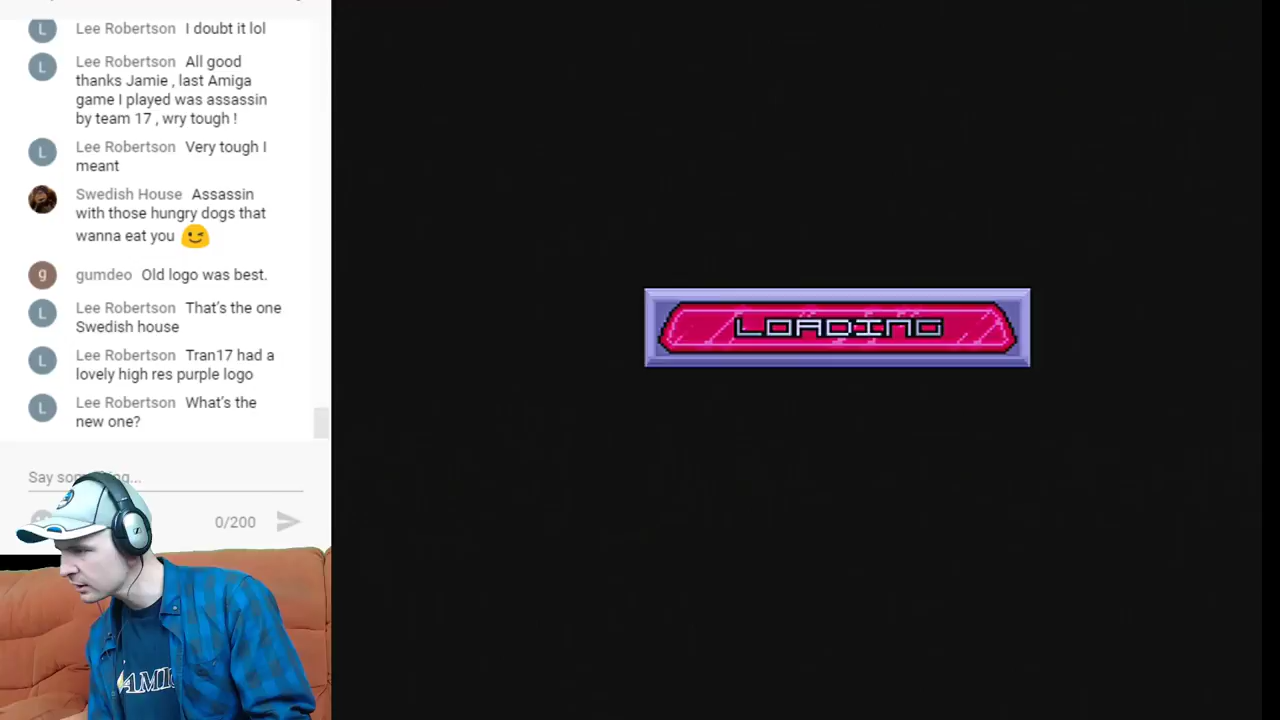 Lee Robertson I doubt it lol
Lee Robertson All good
thanks Jamie , last Amiga
game I played was assassin
by team 17 , wry tough !
Lee Robertson Very tough I
meant
Swedish House Assassin
with those hungry dogs that
wanna eat you
gumdeo Old logo was best.
Lee Robertson That's the one
Swedish house
Lee Robertson Tran17 had a
lovely high res purple logo
Lee Robertson What's the
new one?
LOADING
0/200